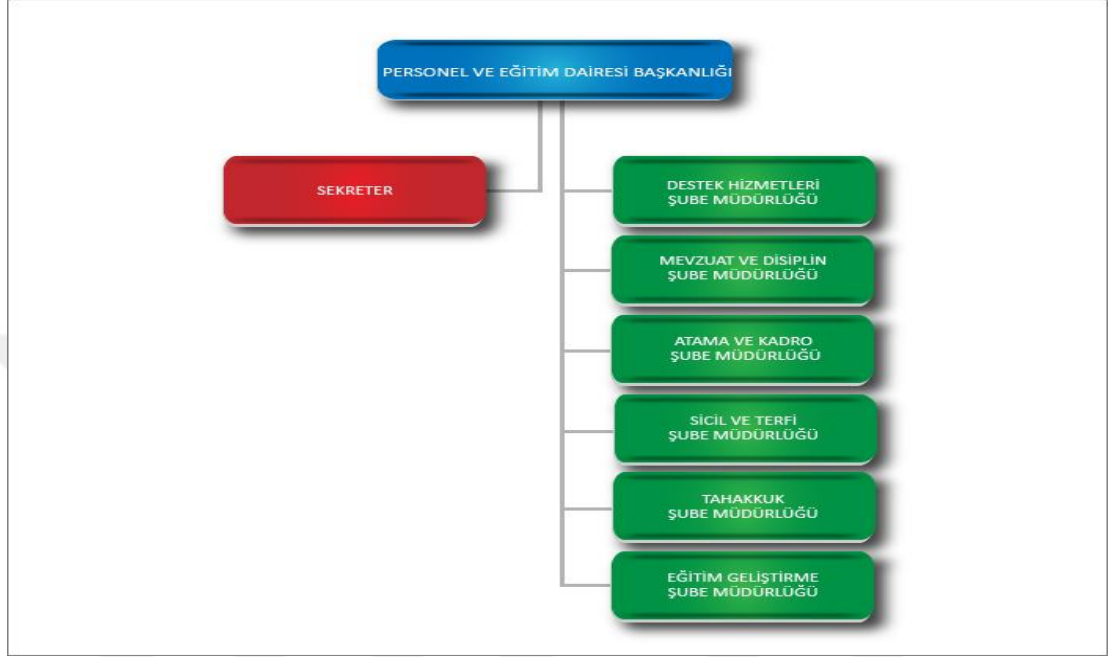 PERSONEL VE EĞİTİM DAİRESİ BAŞKANLIĞI
SEKRETER
DESTEK HİZMETLERİ
ŞUBE MÜDÜRLÜĞÜ
MEVZUAT VE DİSİPLİN
ŞUBE MÜDÜRLÜĞÜ
ATAMA VE KADRO
ŞUBE MÜDÜRLÜĞÜ
SİCİL VE TERFİ
ŞUBE MÜDÜRLÜĞÜ
TAHAKKUK
ŞUBE MÜDÜRLÜĞÜ
EĞİTİM GELİŞTİRME
ŞUBE MÜDÜRLÜĞÜ